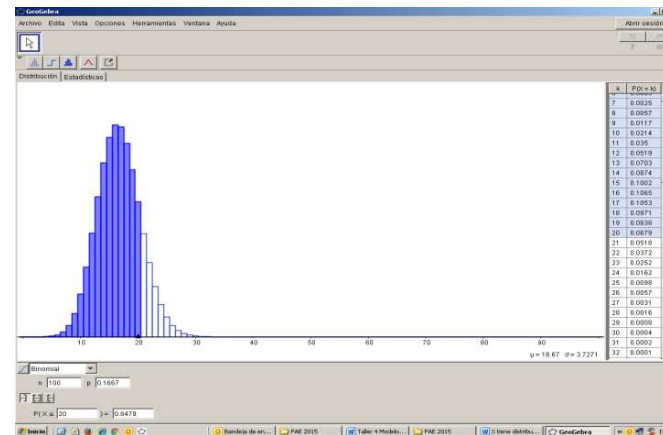 GeoGebra
Archivo Edita Vista Opciones Herramientas Ventana Ayuda
Abrir sesión
Distribución Estadísticas
k P(X = k)
7 0.0025
8 0.0057
9 0.0117
10 0.0214
11 0.035
12 0.0519
13 0.0703
14 0.0874
15 0.1002
16 0.1065
17 0.1053
18 0.0971
19 0.0839
20 0.0679
21 0.0518
22 0.0372
23 0.0252
24 0.0162
25 0.0098
26 0.0057
27 0.0031
28 0.0016
29 0.0008
30 0.0004
31 0.0002
32 0.0001
10 20 30 40 50 60 70 80 90
μ = 16.67 σ = 3.7271
Binomial
n 100 p 0.1667
P( X ≤ 20 ) = 0.8479
Inicio
Bandeja de en...
FAE 2015
Taller 4 Modelo...
FAE 2015
X tiene distribu...
GeoGebra